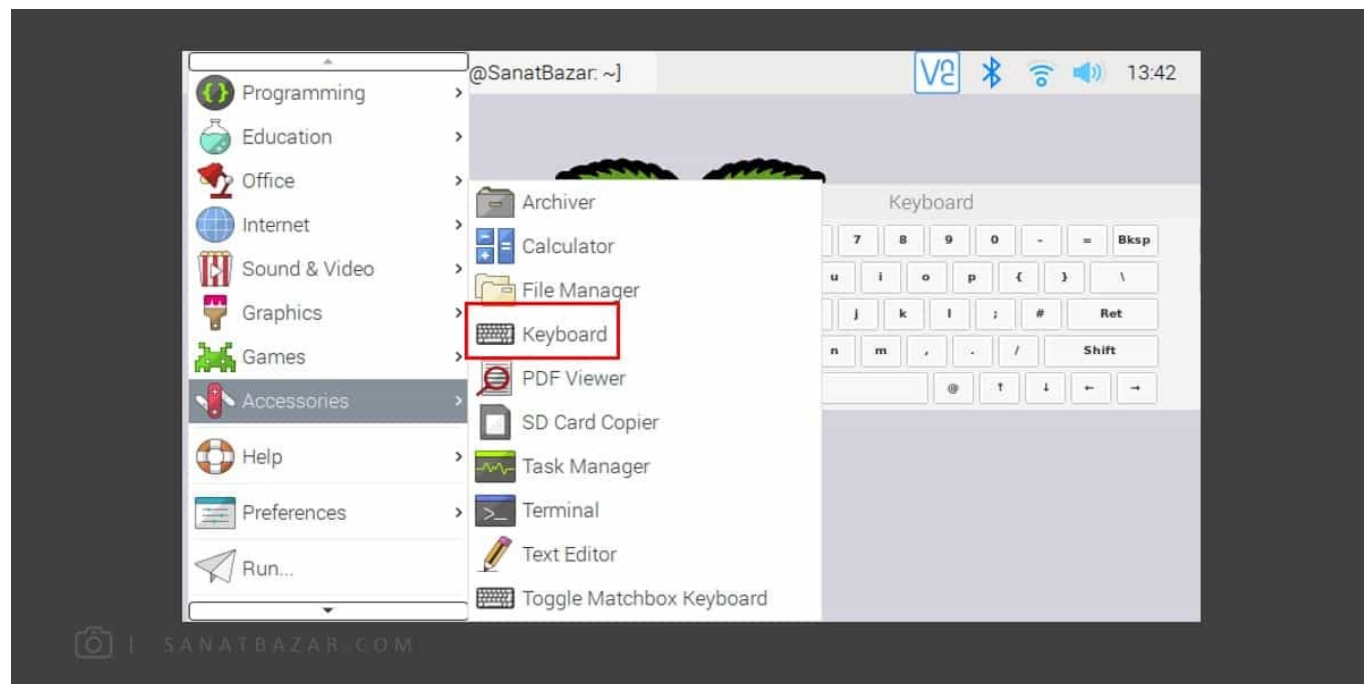 @SanatBazar: ~]
13:42
Programming
Education
Office
Internet
Sound & Video
Graphics
Games
Accessories
Help
Preferences
Run...
Archiver
Calculator
File Manager
Keyboard
PDF Viewer
SD Card Copier
Task Manager
Terminal
Text Editor
Toggle Matchbox Keyboard
Keyboard
7 8 9 0 - = Bksp
u i o p { } \
j k l ; # Ret
n m , . / Shift
@ ↑ ↓ ← →
SANATBAZAR.COM